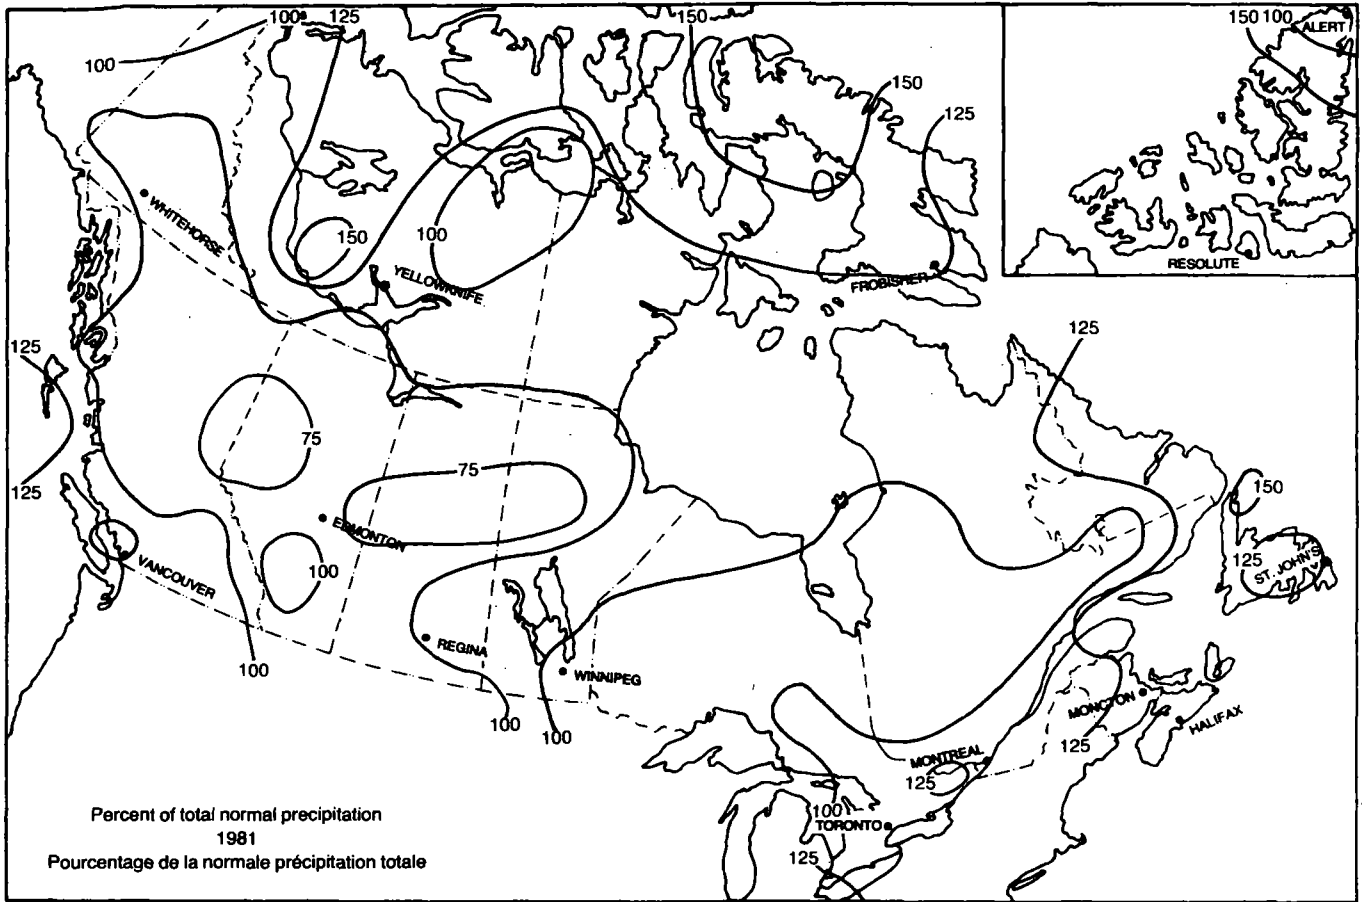 100 125 150 150 100
ALERT
100
150
125
WHITEHORSE
150
100
YELLOWKNIFE
FROBISHER
RESOLUTE
125
125
75
75
125
150
EDMONTON
VANCOUVER
100
125
ST. JOHN'S
REGINA
100
WINNIPEG
MONCTON
HALIFAX
100
100
125
MONTREAL
125
100
TORONTO
125
Percent of total normal precipitation
1981
Pourcentage de la normale précipitation totale